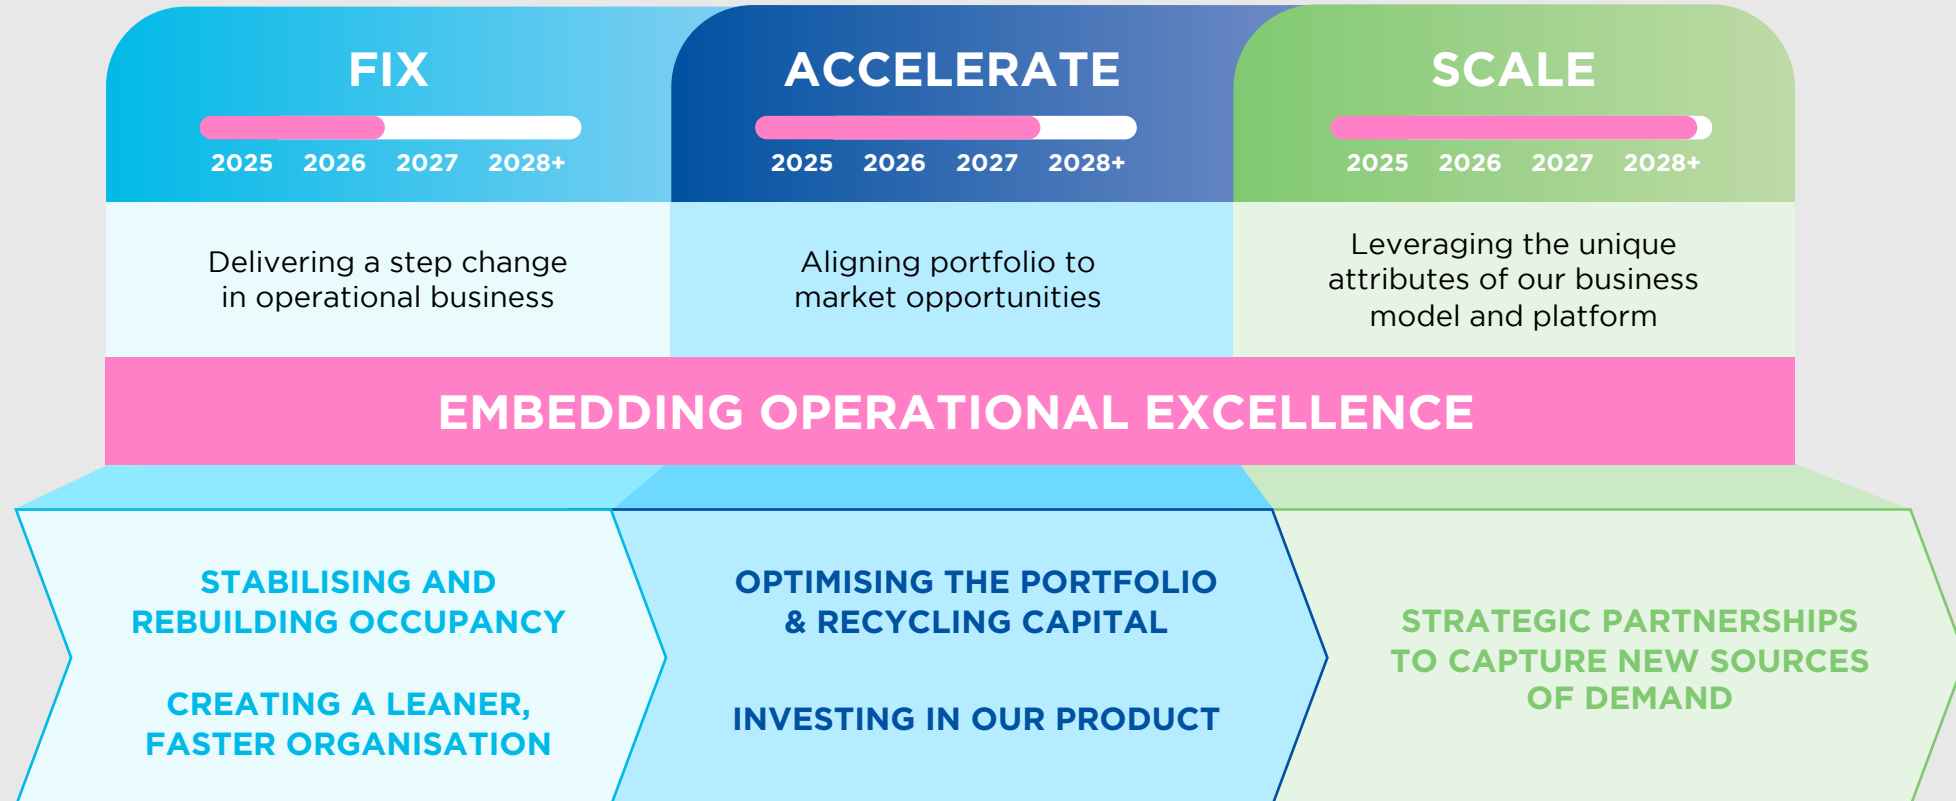 FIX
2025 2026 2027 2028+
Delivering a step change
in operational business
ACCELERATE
2025 2026 2027 2028+
Aligning portfolio to
market opportunities
SCALE
2025 2026 2027 2028+
Leveraging the unique
attributes of our business
model and platform
EMBEDDING OPERATIONAL EXCELLENCE
STABILISING AND
REBUILDING OCCUPANCY
CREATING A LEANER,
FASTER ORGANISATION
OPTIMISING THE PORTFOLIO
& RECYCLING CAPITAL
INVESTING IN OUR PRODUCT
STRATEGIC PARTNERSHIPS
TO CAPTURE NEW SOURCES
OF DEMAND